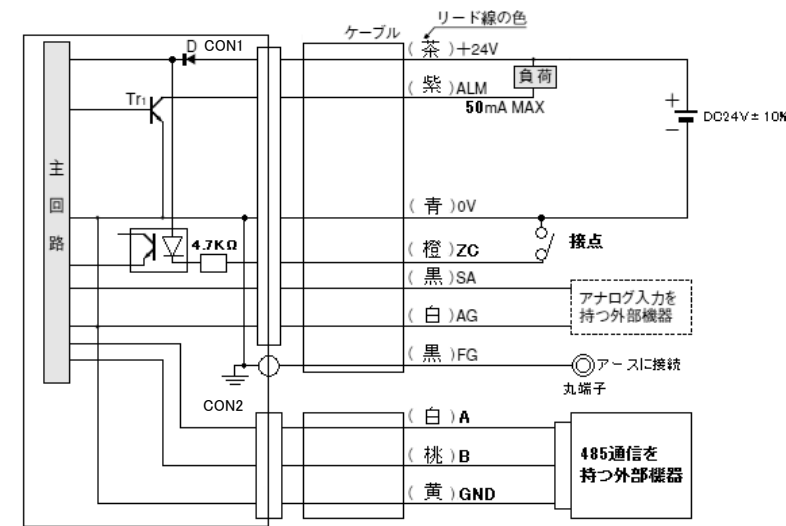 リード線の色
ケーブル
D CON1
(茶)+24V
負荷
(紫)ALM
50mA MAX
Tr1
+
−
DC24V±10%
主回路
(青)0V
接点
4.7KΩ
(橙)ZC
(黒)SA
アナログ入力を
持つ外部機器
(白)AG
(黒)FG
アースに接続
丸端子
CON2
(白)A
(桃)B
(黄)GND
485通信を
持つ外部機器